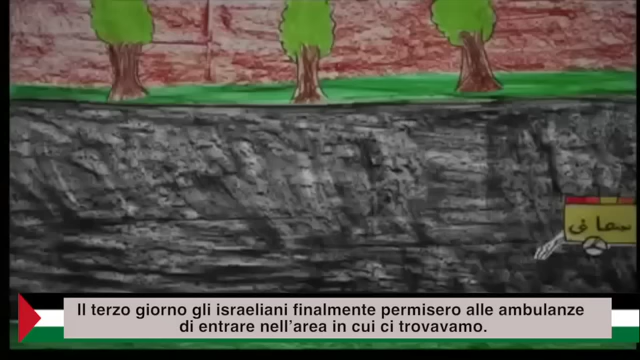 Il terzo giorno gli israeliani finalmente permisero alle ambulanze
di entrare nell'area in cui ci trovavamo.